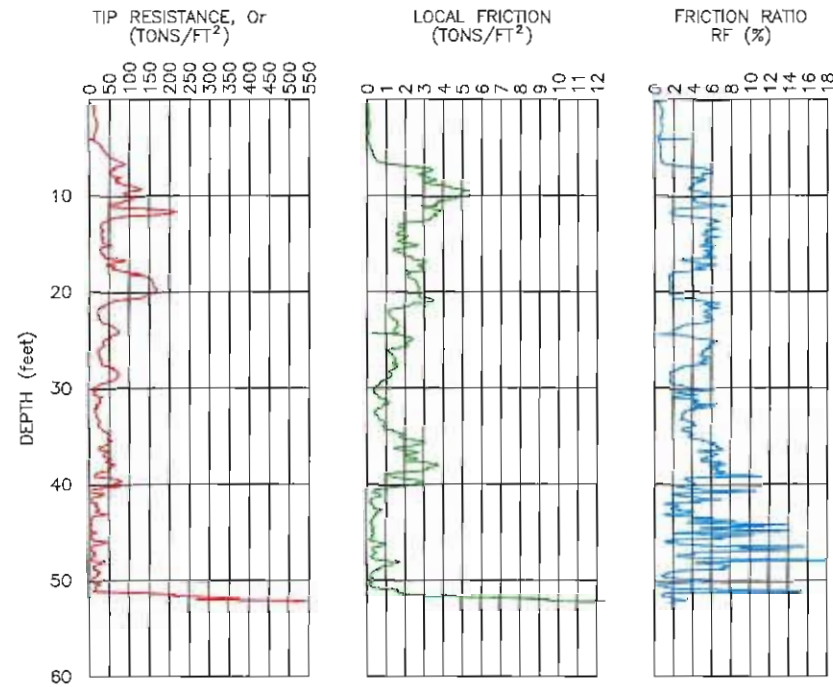 TIP RESISTANCE, Or
(TONS/FT²)
0 50 100 150 200 250 300 350 400 450 500 550
LOCAL FRICTION
(TONS/FT²)
0 1 2 3 4 5 6 7 8 9 10 11 12
FRICTION RATIO
RF (%)
0 2 4 6 8 10 12 14 16 18
DEPTH (feet)
10
20
30
40
50
60